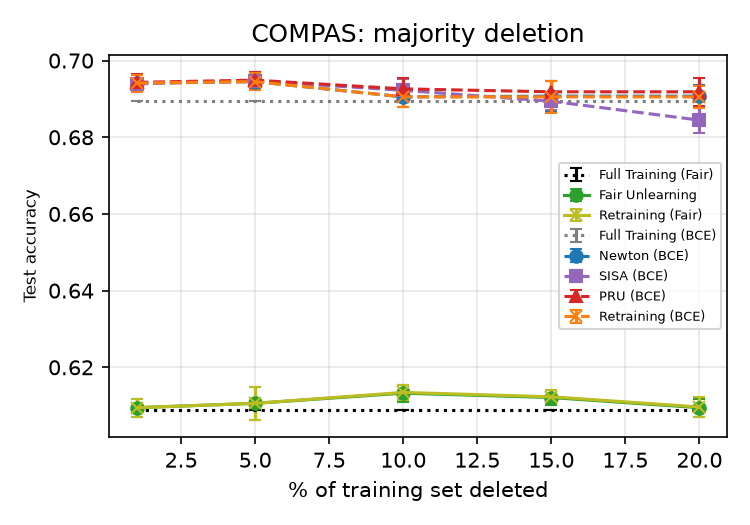 COMPAS: majority deletion
Test accuracy
0.70
0.68
0.66
0.64
0.62
Full Training (Fair)
Fair Unlearning
Retraining (Fair)
Full Training (BCE)
Newton (BCE)
SISA (BCE)
PRU (BCE)
Retraining (BCE)
2.5 5.0 7.5 10.0 12.5 15.0 17.5 20.0
% of training set deleted